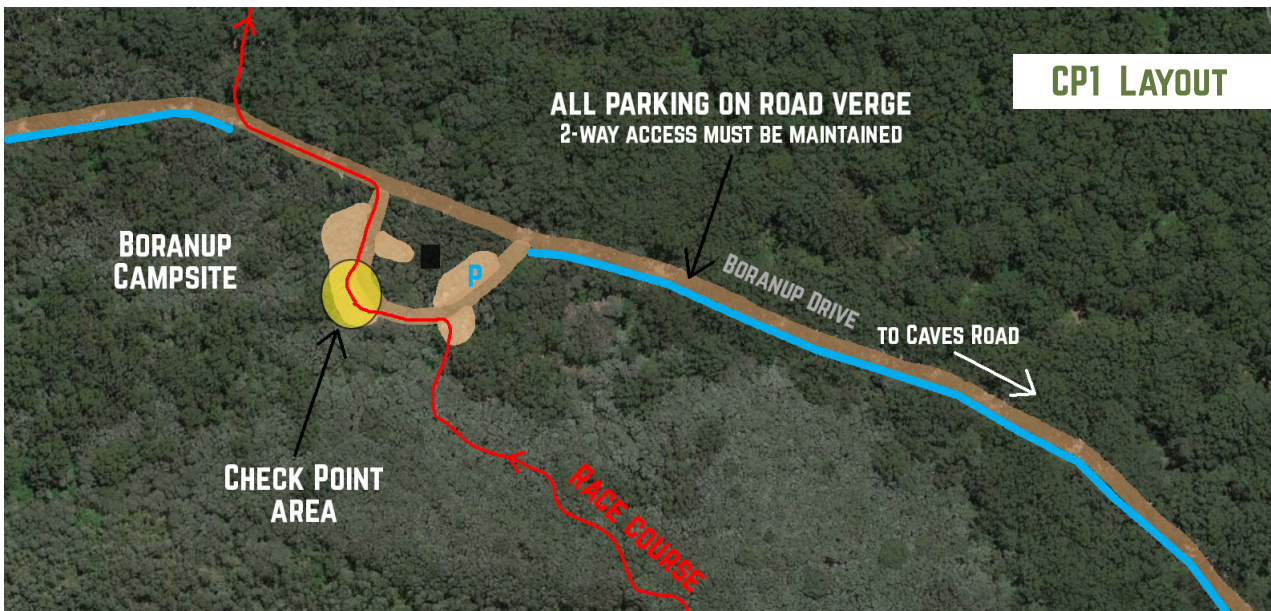 CP1 Layout
ALL PARKING ON ROAD VERGE
2-WAY ACCESS MUST BE MAINTAINED
Boranup
Campsite
P
Boranup Drive
TO CAVES ROAD
Check Point
AREA
RACE COURSE